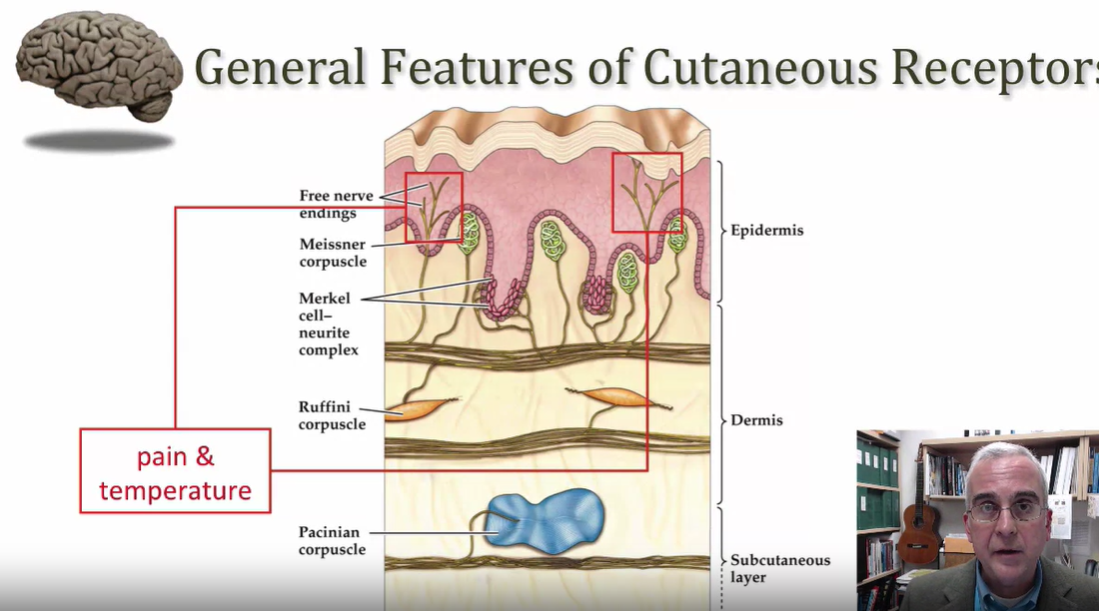 General Features of Cutaneous Receptors
Free nerve
endings
Meissner
corpuscle
Merkel
cell–
neurite
complex
Ruffini
corpuscle
Pacinian
corpuscle
pain &
temperature
Epidermis
Dermis
Subcutaneous
layer